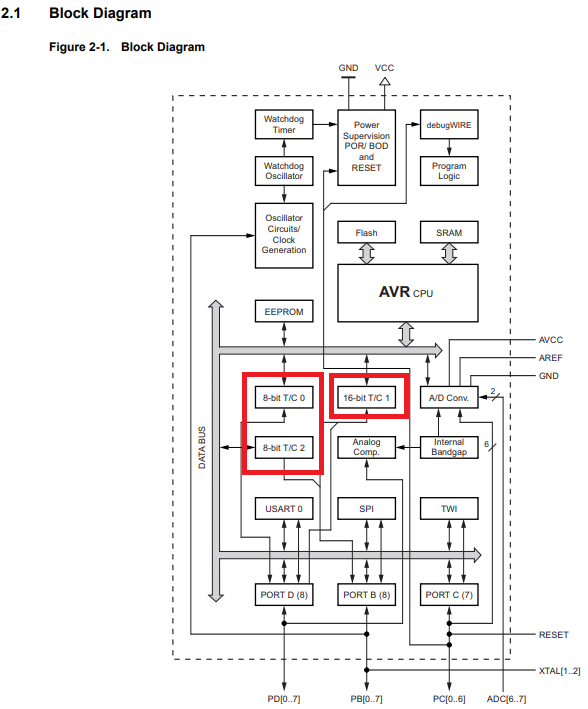 2.1 Block Diagram
Figure 2-1. Block Diagram
GND VCC
Watchdog
Timer
Power
Supervision
POR/ BOD
and
RESET
debugWIRE
Watchdog
Oscillator
Program
Logic
Oscillator
Circuits/
Clock
Generation
Flash
SRAM
AVR CPU
EEPROM
AVCC
AREF
GND
8-bit T/C 0
16-bit T/C 1
A/D Conv.
2
DATA BUS
8-bit T/C 2
Analog
Comp.
Internal
Bandgap
6
USART 0
SPI
TWI
PORT D (8)
PORT B (8)
PORT C (7)
RESET
XTAL[1..2]
PD[0..7] PB[0..7] PC[0..6] ADC[6..7]